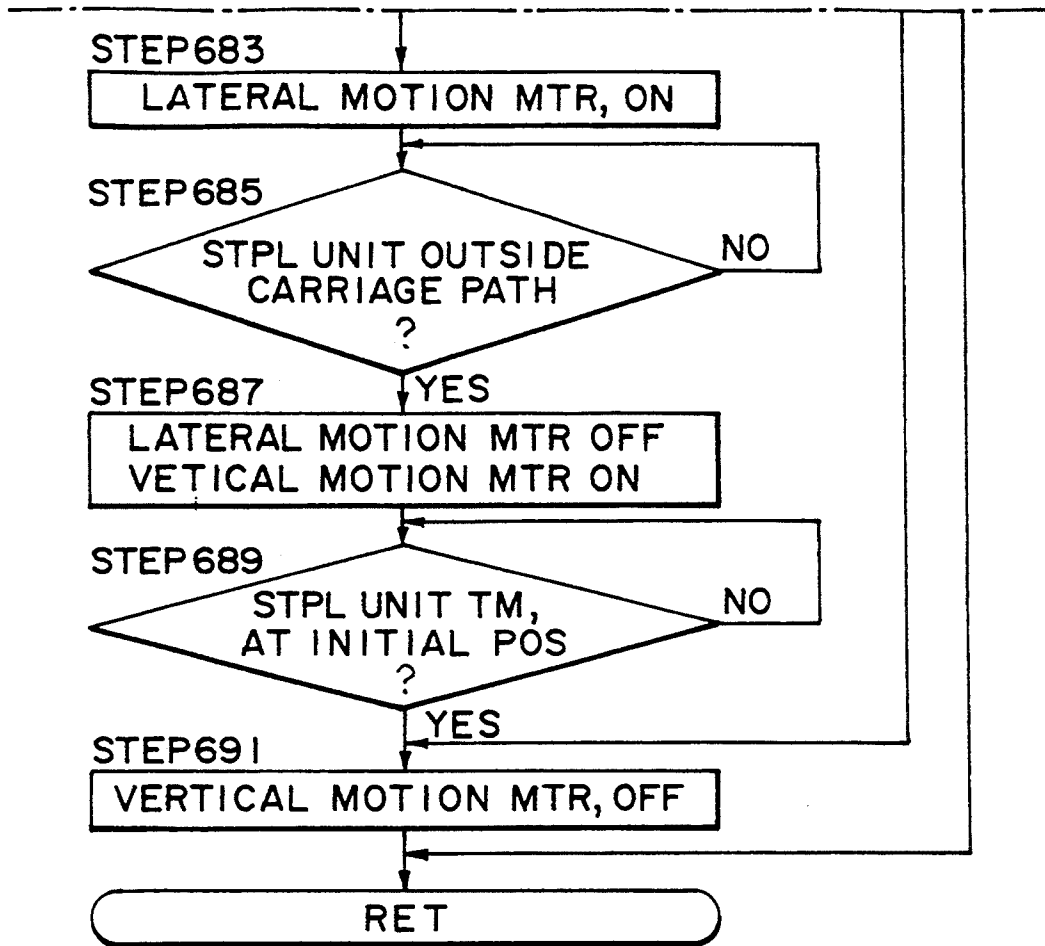 STEP683
LATERAL MOTION MTR, ON
STEP685
STPL UNIT OUTSIDE
CARRIAGE PATH
?
NO
YES
STEP687
LATERAL MOTION MTR OFF
VETICAL MOTION MTR ON
STEP689
STPL UNIT TM,
AT INITIAL POS
?
NO
YES
STEP691
VERTICAL MOTION MTR, OFF
RET